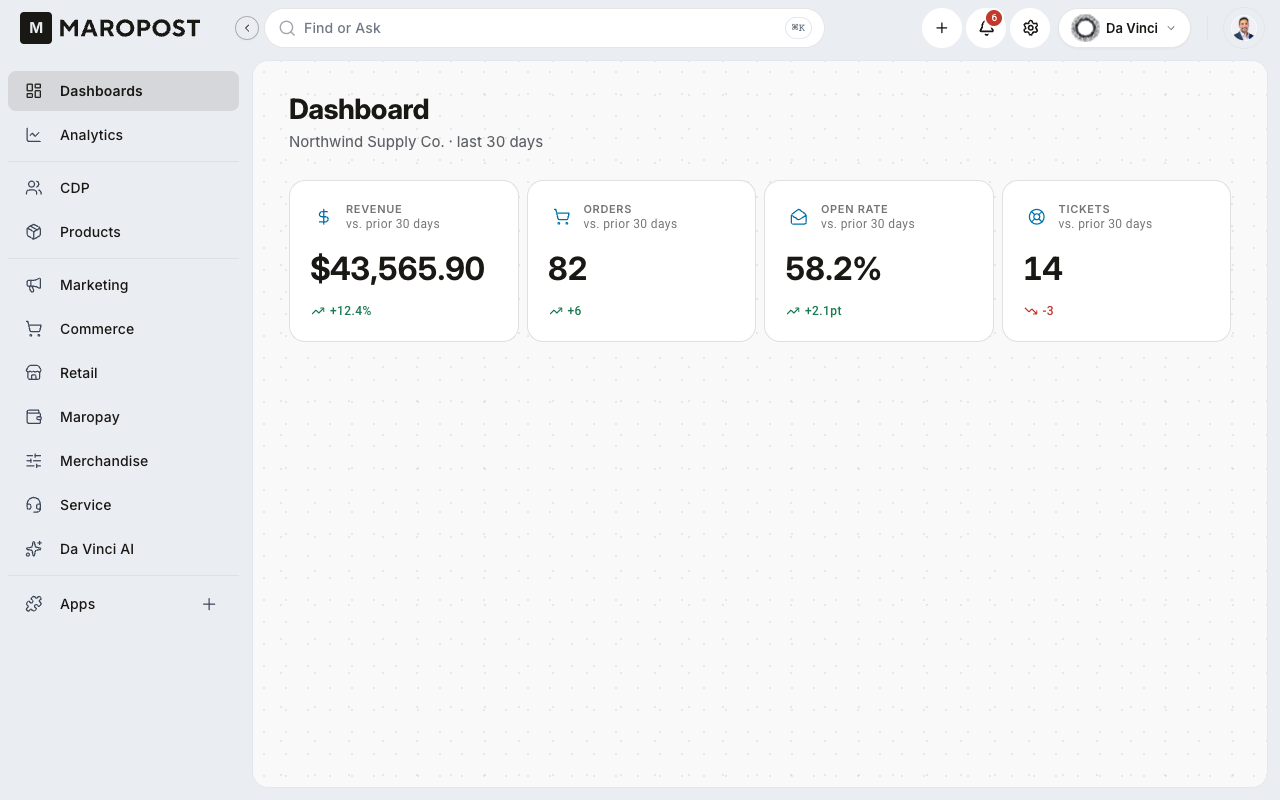 M MAROPOST
Find or Ask
⌘K
6
Da Vinci
Dashboards
Analytics
CDP
Products
Marketing
Commerce
Retail
Maropay
Merchandise
Service
Da Vinci AI
Apps
Dashboard
Northwind Supply Co. · last 30 days
REVENUE
vs. prior 30 days
$43,565.90
+12.4%
ORDERS
vs. prior 30 days
82
+6
OPEN RATE
vs. prior 30 days
58.2%
+2.1pt
TICKETS
vs. prior 30 days
14
-3